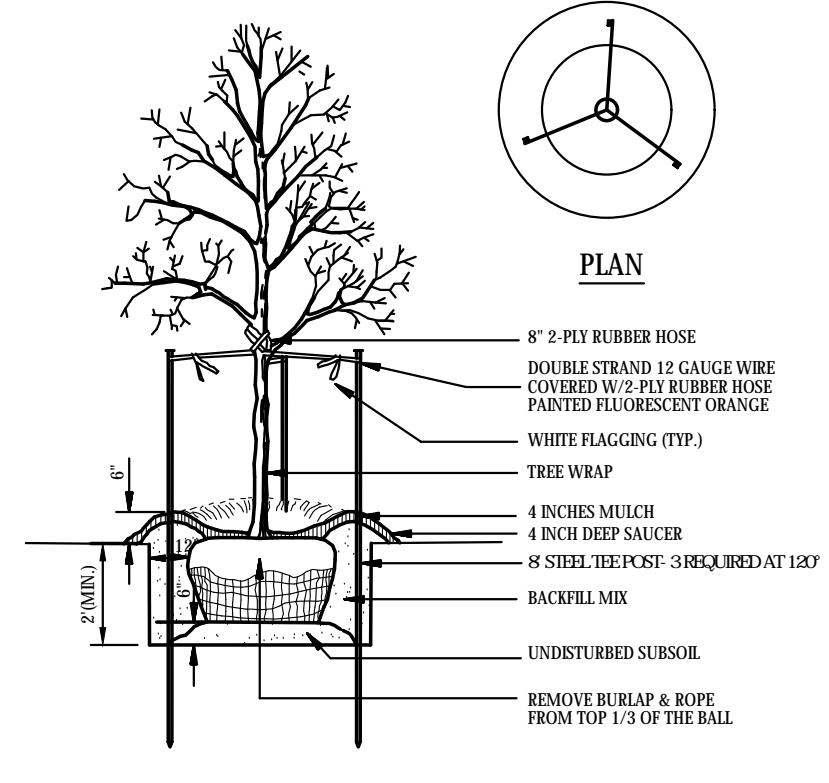 PLAN
8" 2-PLY RUBBER HOSE
DOUBLE STRAND 12 GAUGE WIRE
COVERED W/2-PLY RUBBER HOSE
PAINTED FLUORESCENT ORANGE
WHITE FLAGGING (TYP.)
TREE WRAP
6"
4 INCHES MULCH
4 INCH DEEP SAUCER
12"
8' STEEL TEE POST- 3 REQUIRED AT 120°
6"
2'(MIN.)
BACKFILL MIX
UNDISTURBED SUBSOIL
REMOVE BURLAP & ROPE
FROM TOP 1/3 OF THE BALL